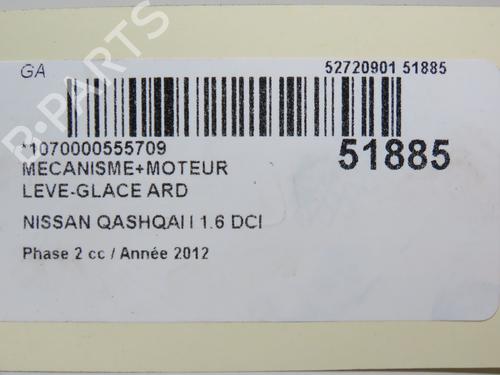 GA
52720901 51885
*1070000555709
51885
MECANISME+MOTEUR
LEVE-GLACE ARD
NISSAN QASHQAI I 1.6 DCI
Phase 2 cc / Année 2012
B-PARTS